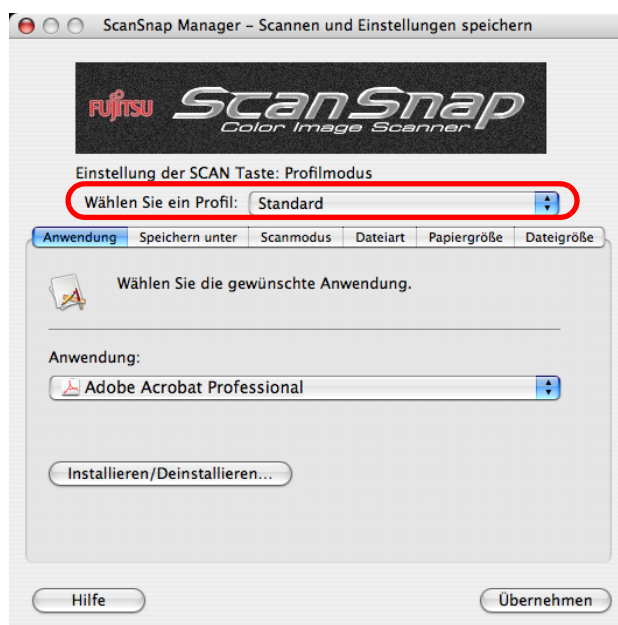 ScanSnap Manager – Scannen und Einstellungen speichern
FUJITSU ScanSnap
Color Image Scanner
Einstellung der SCAN Taste: Profilmodus
Wählen Sie ein Profil: Standard
Anwendung Speichern unter Scanmodus Dateiart Papiergröße Dateigröße
Wählen Sie die gewünschte Anwendung.
Anwendung:
Adobe Acrobat Professional
Installieren/Deinstallieren...
Hilfe Übernehmen